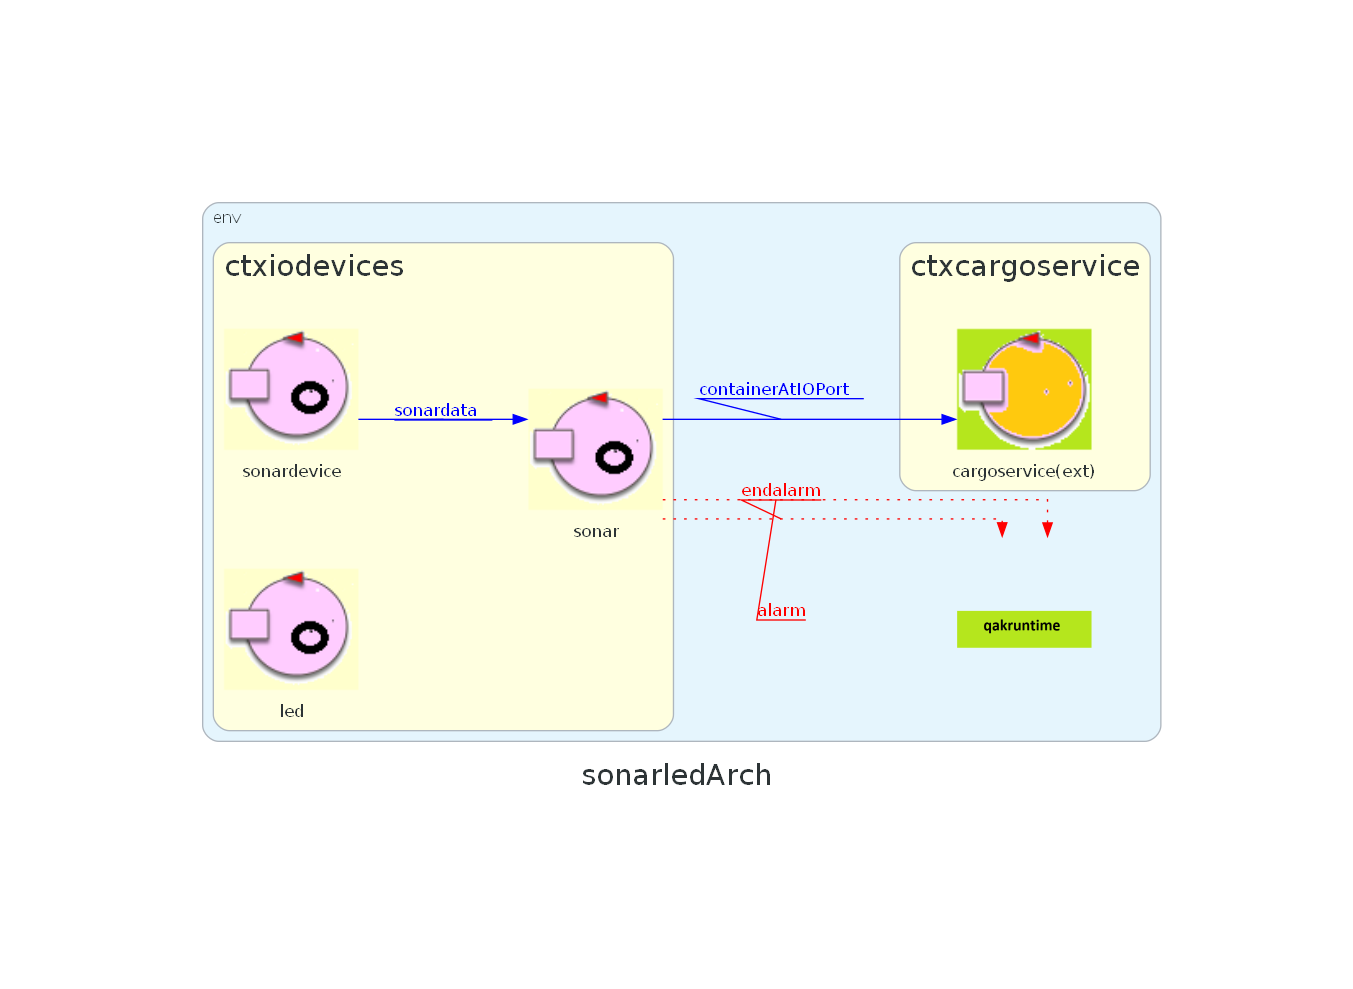 env
ctxiodevices
ctxcargoservice
containerAtIOPort
sonardata
sonardevice
cargoservice(ext)
endalarm
sonar
alarm
qakruntime
led
sonarledArch